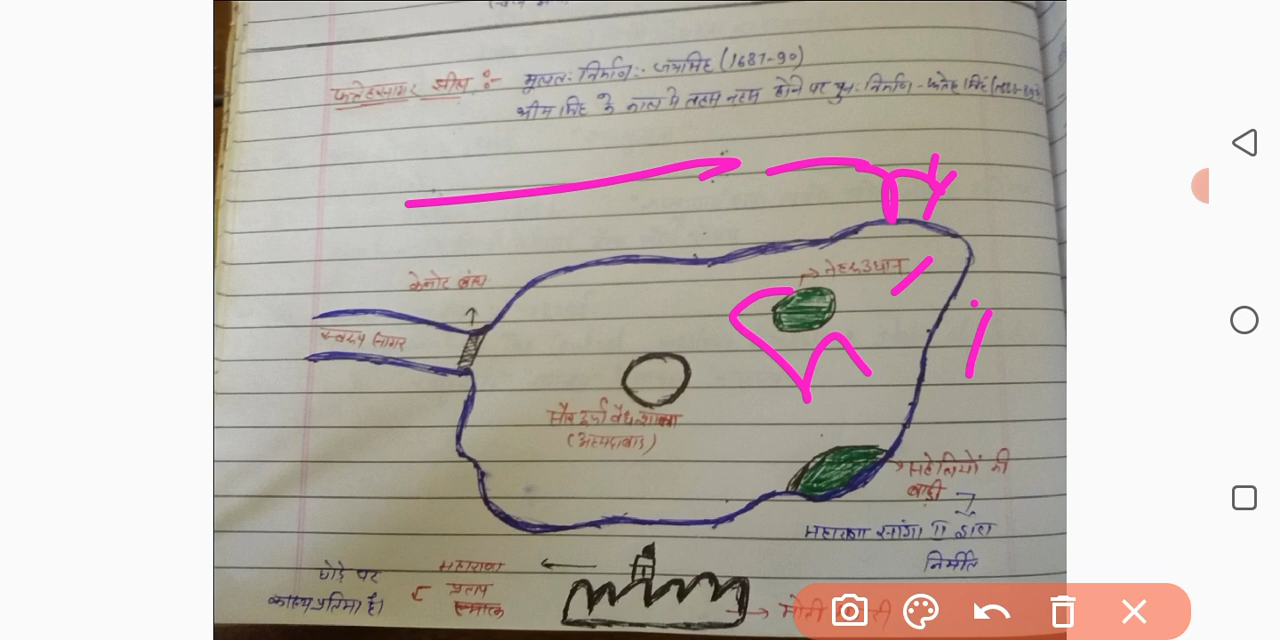 फतेहसागर झील :- मूलतः निर्माण:- जयसिंह (1687-90)
भीम सिंह के काल मे तहस नहस होने पर पुनः निर्माण - फतेह सिंह
नेहरू उद्यान
स्वरूप सागर
सौर वैधशाला
(अहमदाबाद)
सहेलियों की
बाड़ी
महाराणा सांगा II द्वारा
निर्मित
घोड़े पर
कास्य प्रतिमा है।
महाराणा
प्रताप
स्मारक
मोती